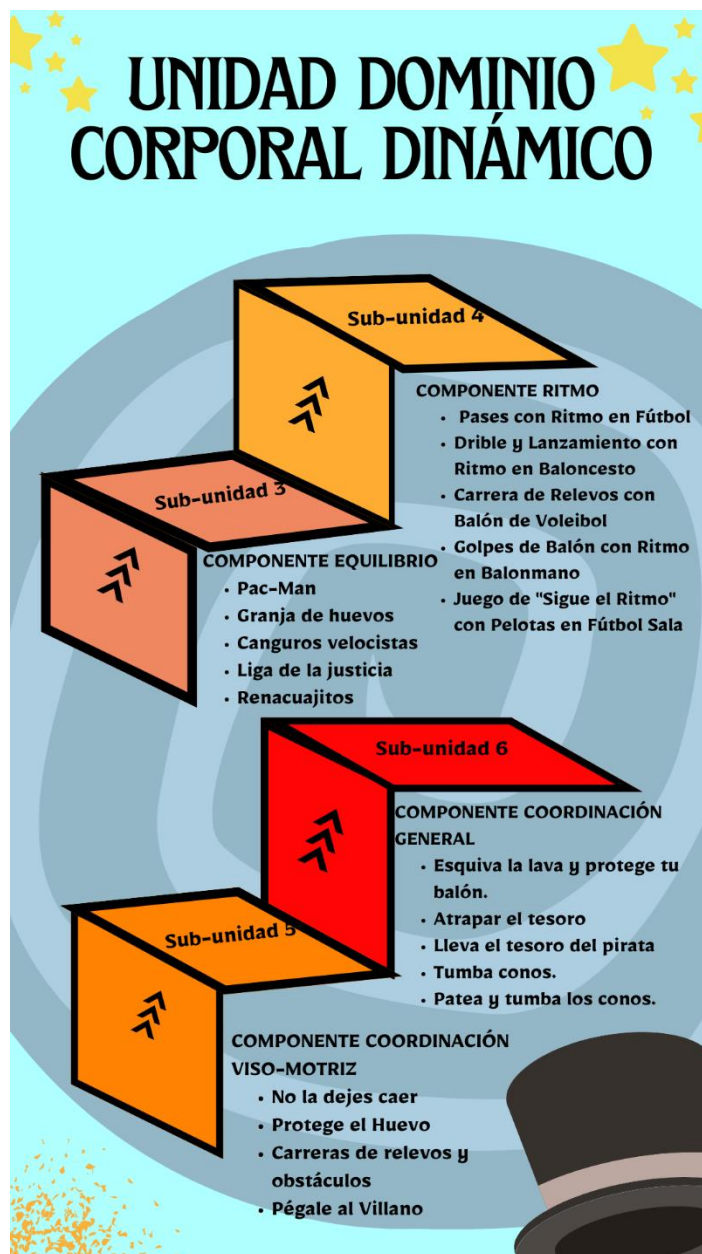 UNIDAD DOMINIO
CORPORAL DINÁMICO
Sub-unidad 4
COMPONENTE RITMO
• Pases con Ritmo en Fútbol
• Drible y Lanzamiento con
Ritmo en Baloncesto
• Carrera de Relevos con
Balón de Voleibol
• Golpes de Balón con Ritmo
en Balonmano
• Juego de "Sigue el Ritmo"
con Pelotas en Fútbol Sala
Sub-unidad 3
COMPONENTE EQUILIBRIO
• Pac-Man
• Granja de huevos
• Canguros velocistas
• Liga de la justicia
• Renacuajitos
Sub-unidad 6
COMPONENTE COORDINACIÓN
GENERAL
• Esquiva la lava y protege tu
balón.
• Atrapar el tesoro
• Lleva el tesoro del pirata
• Tumba conos.
• Patea y tumba los conos.
Sub-unidad 5
COMPONENTE COORDINACIÓN
VISO-MOTRIZ
• No la dejes caer
• Protege el Huevo
• Carreras de relevos y
obstáculos
• Pégale al Villano